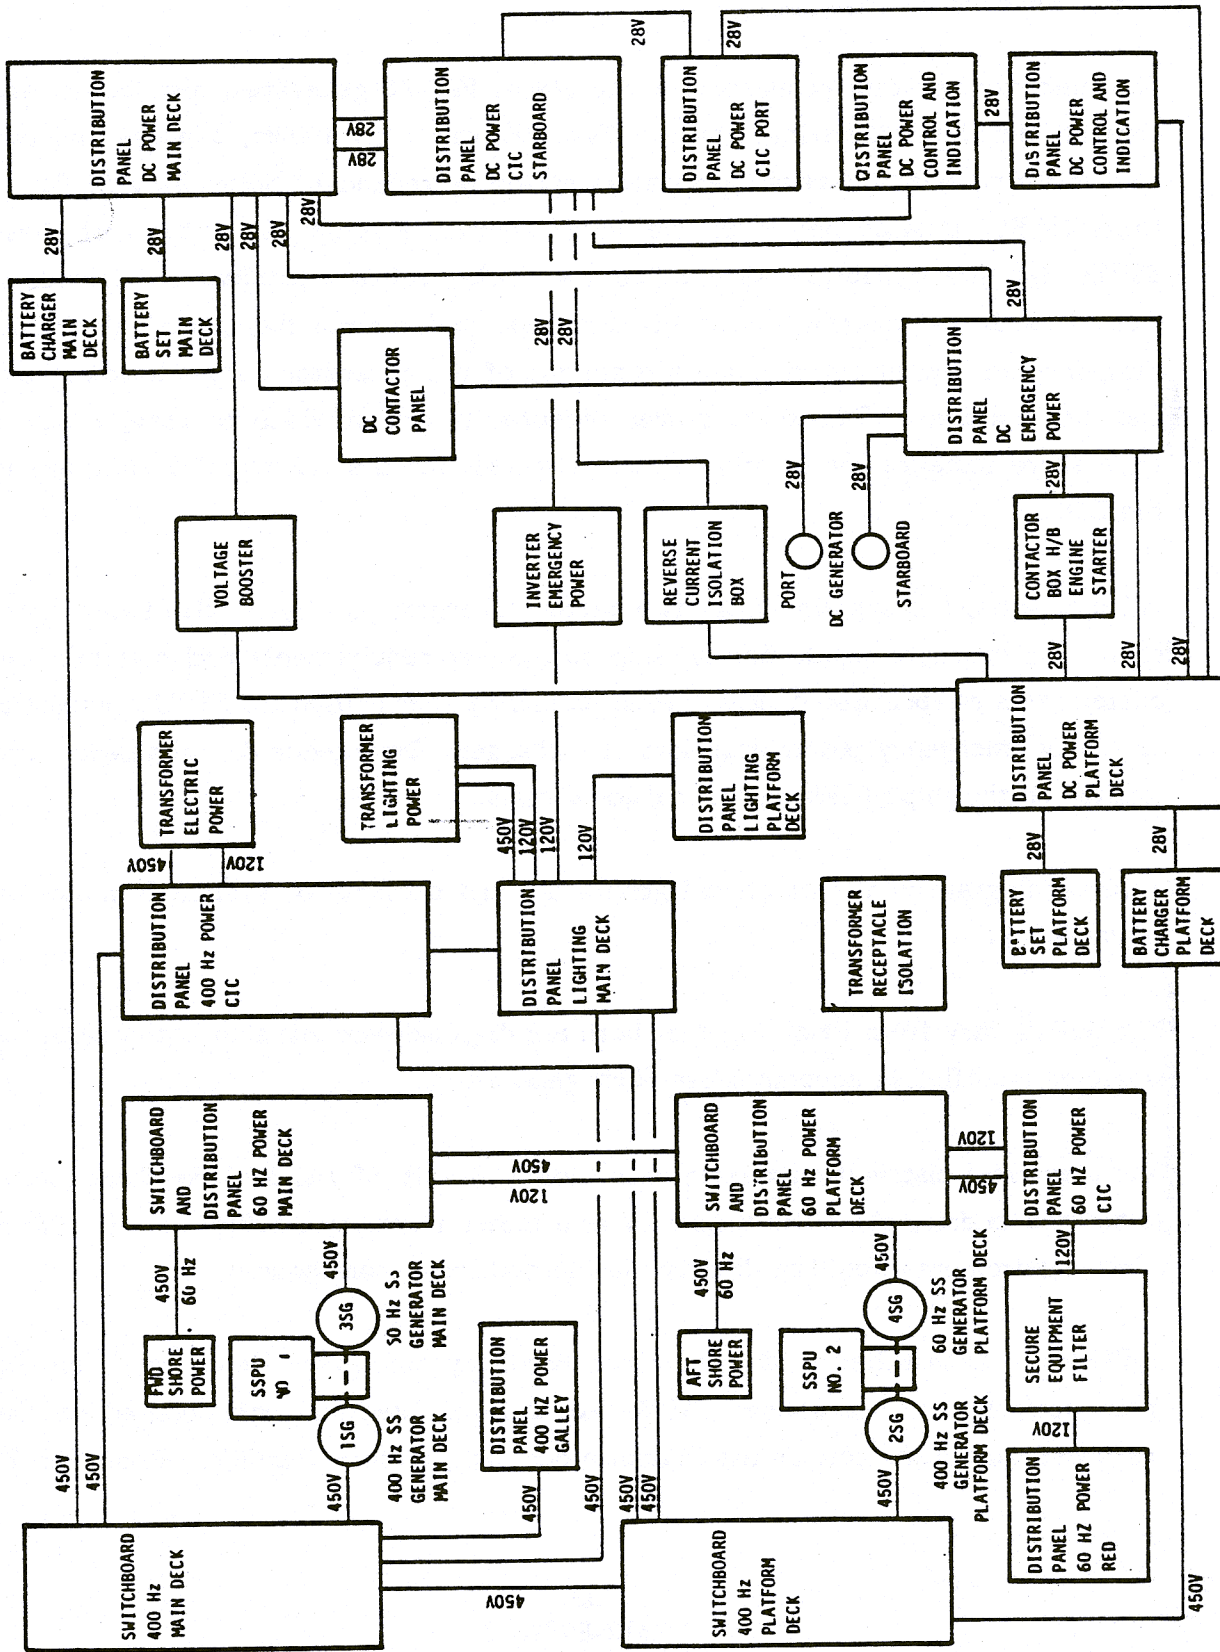 SWITCHBOARD
400 Hz
MAIN DECK
450V
450V
BATTERY
CHARGER
MAIN
DECK
28V
DISTRIBUTION
PANEL
DC POWER
MAIN DECK
BATTERY
SET
MAIN
DECK
28V
FWD
SHORE
POWER
450V
60 Hz
SWITCHBOARD
AND
DISTRIBUTION
PANEL
60 HZ POWER
MAIN DECK
DISTRIBUTION
PANEL
400 Hz POWER
CIC
450V
120V
TRANSFORMER
ELECTRIC
POWER
VOLTAGE
BOOSTER
28V
28V
28V
28V
450V
1SG
400 Hz SS
GENERATOR
MAIN DECK
SSPU
3SG
GENERATOR
MAIN DECK
450V
TRANSFORMER
LIGHTING
POWER
DC
CONTACTOR
PANEL
28V
28V
DISTRIBUTION
PANEL
DC POWER
CIC
STARBOARD
28V
450V
DISTRIBUTION
PANEL
400 HZ POWER
GALLEY
450V
120V
450V
DISTRIBUTION
PANEL
LIGHTING
MAIN DECK
450V
120V
120V
120V
INVERTER
EMERGENCY
POWER
28V
28V
450V
450V
450V
SWITCHBOARD
400 Hz
PLATFORM
DECK
AFT
SHORE
POWER
450V
60 Hz
SWITCHBOARD
AND
DISTRIBUTION
PANEL
60 Hz POWER
PLATFORM
DECK
DISTRIBUTION
PANEL
LIGHTING
PLATFORM
DECK
REVERSE
CURRENT
ISOLATION
BOX
DISTRIBUTION
PANEL
DC POWER
CIC PORT
28V
SSPU
NO. 2
450V
2SG
400 Hz SS
GENERATOR
PLATFORM DECK
4SG
60 Hz SS
GENERATOR
PLATFORM DECK
450V
TRANSFORMER
RECEPTACLE
ISOLATION
PORT
28V
DC GENERATOR
28V
STARBOARD
DISTRIBUTION
PANEL
DC
EMERGENCY
POWER
28V
DISTRIBUTION
PANEL
DC POWER
CONTROL AND
INDICATION
28V
DISTRIBUTION
PANEL
DC POWER
CONTROL AND
INDICATION
DISTRIBUTION
PANEL
60 HZ POWER
RED
120V
SECURE
EQUIPMENT
FILTER
120V
450V
120V
DISTRIBUTION
PANEL
60 HZ POWER
CIC
BATTERY
SET
PLATFORM
DECK
28V
DISTRIBUTION
PANEL
DC POWER
PLATFORM
DECK
28V
CONTACTOR
BOX H/B
ENGINE
STARTER
28V
28V
28V
BATTERY
CHARGER
PLATFORM
DECK
28V
450V